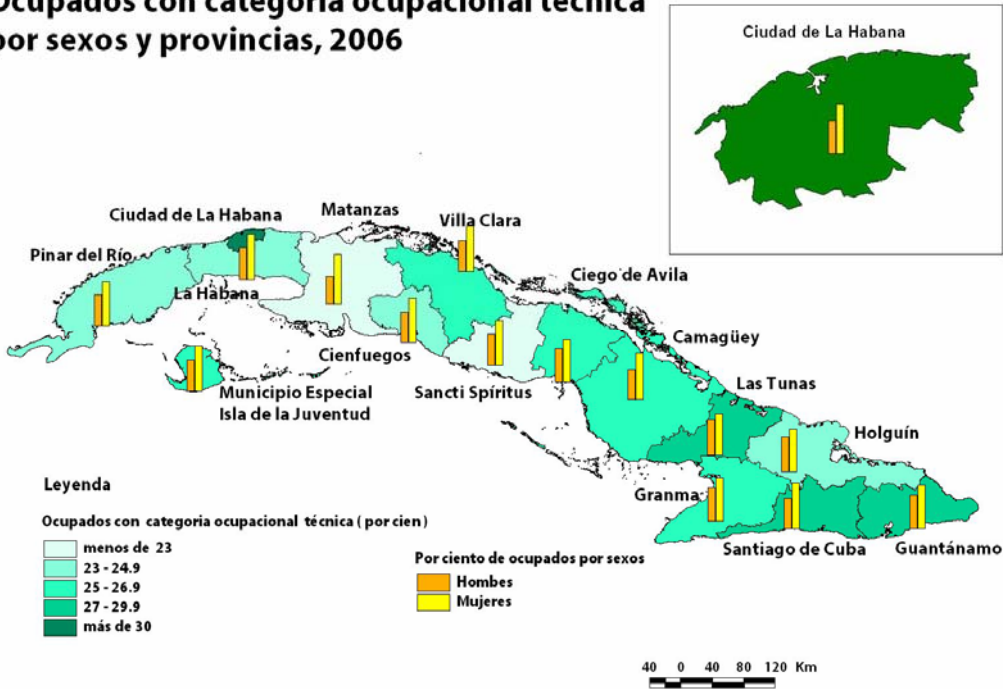 Ocupados con categoría ocupacional técnica
por sexos y provincias, 2006
Ciudad de La Habana
Ciudad de La Habana
Matanzas
Villa Clara
Pinar del Río
La Habana
Ciego de Avila
Camagüey
Cienfuegos
Sancti Spíritus
Municipio Especial
Isla de la Juventud
Las Tunas
Holguín
Granma
Santiago de Cuba
Guantánamo
Leyenda
Ocupados con categoria ocupacional técnica ( por cien )
menos de 23
23 - 24.9
25 - 26.9
27 - 29.9
más de 30
Por ciento de ocupados por sexos
Hombes
Mujeres
40 0 40 80 120 Km